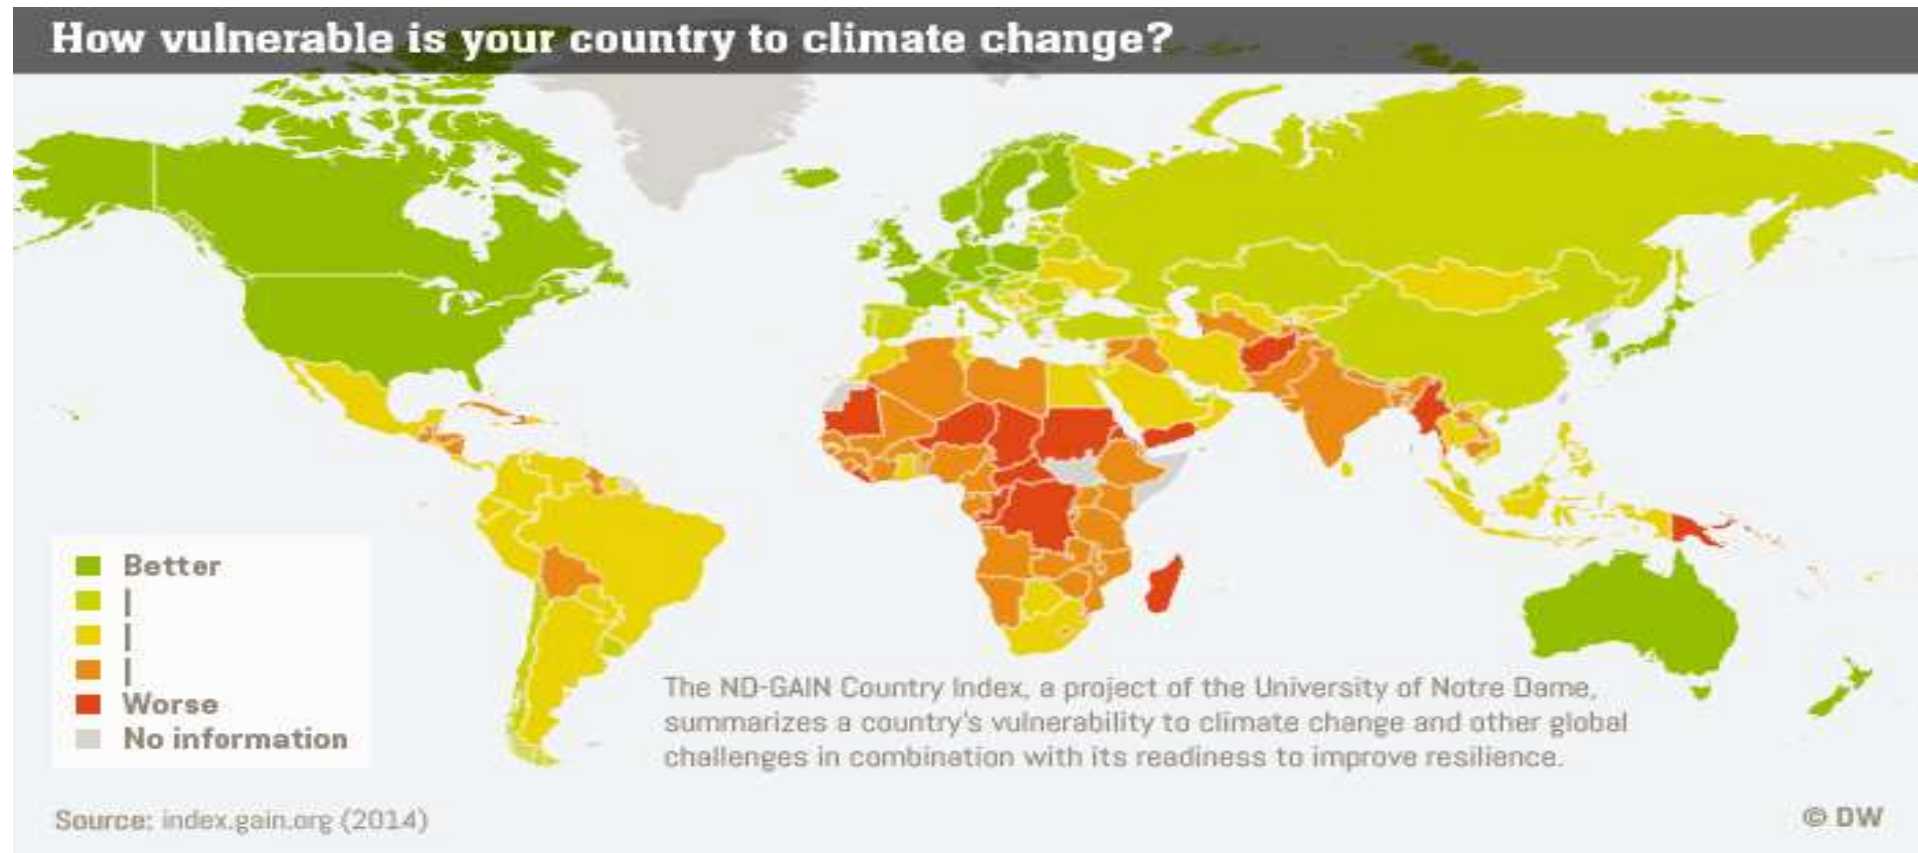 How vulnerable is your country to climate change?
Better
|
|
|
Worse
No information
The ND-GAIN Country Index, a project of the University of Notre Dame,
summarizes a country's vulnerability to climate change and other global
challenges in combination with its readiness to improve resilience.
Source: index.gain.org (2014)
© DW